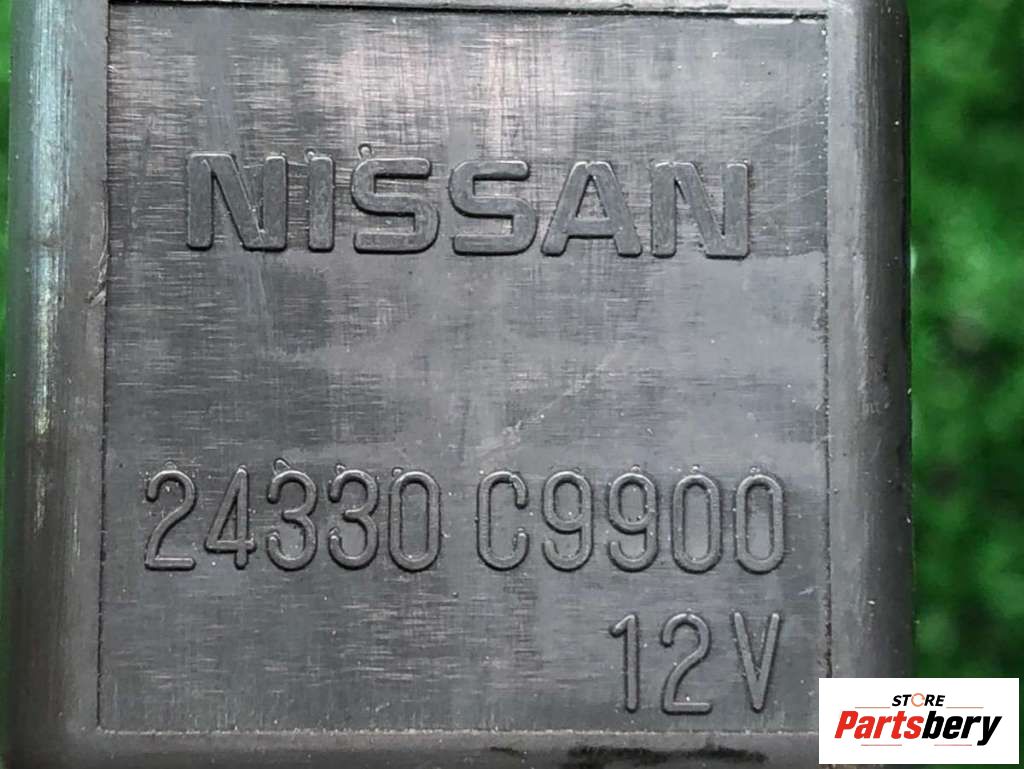 NISSAN
24330 C9900
12V
STORE
Partsbery